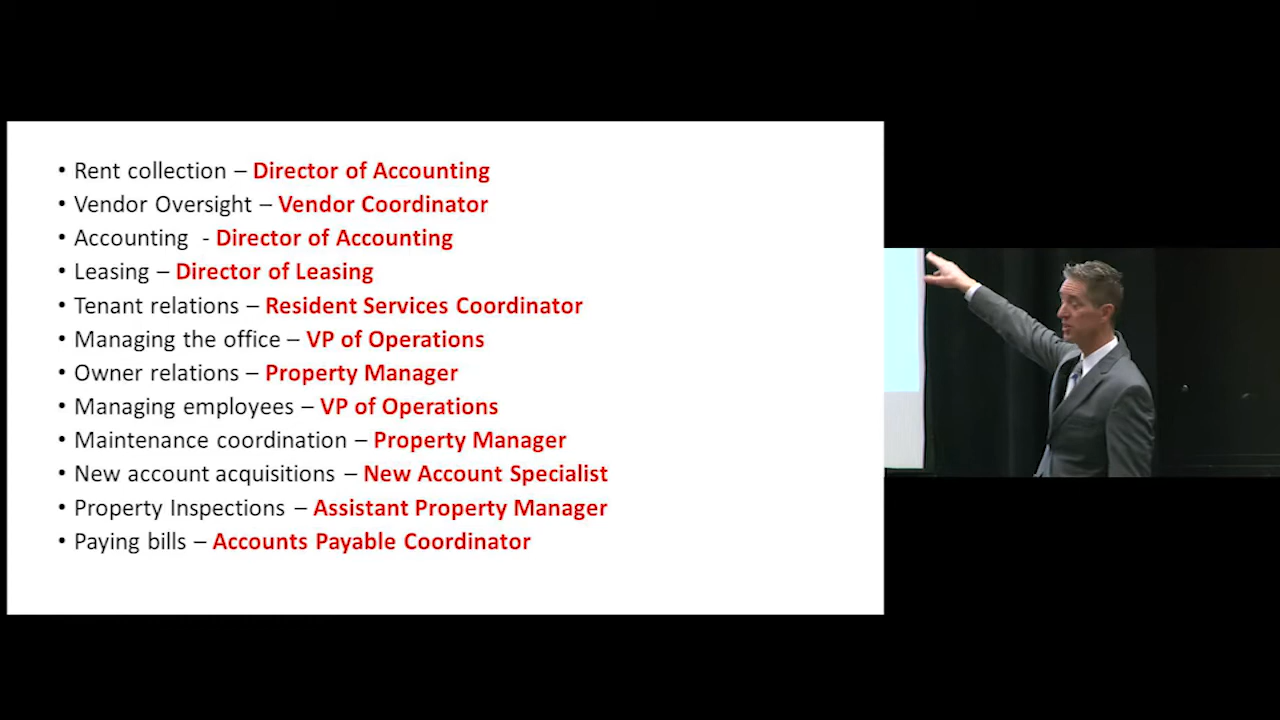 • Rent collection – Director of Accounting
• Vendor Oversight – Vendor Coordinator
• Accounting - Director of Accounting
• Leasing – Director of Leasing
• Tenant relations – Resident Services Coordinator
• Managing the office – VP of Operations
• Owner relations – Property Manager
• Managing employees – VP of Operations
• Maintenance coordination – Property Manager
• New account acquisitions – New Account Specialist
• Property Inspections – Assistant Property Manager
• Paying bills – Accounts Payable Coordinator